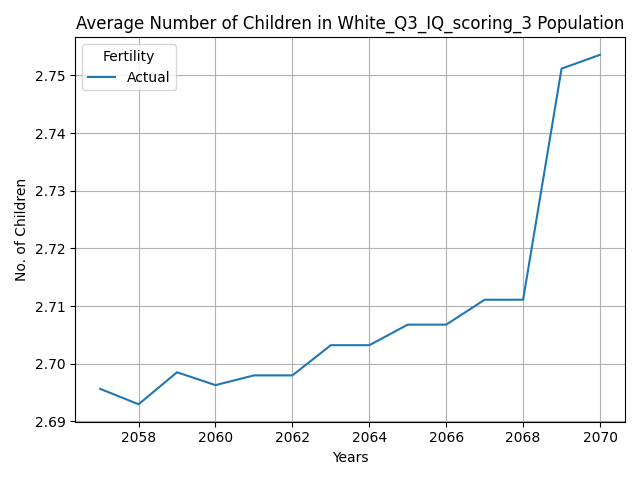 Average Number of Children in White_Q3_IQ_scoring_3 Population
Fertility
Actual
No. of Children
2.75
2.74
2.73
2.72
2.71
2.70
2.69
2058 2060 2062 2064 2066 2068 2070
Years